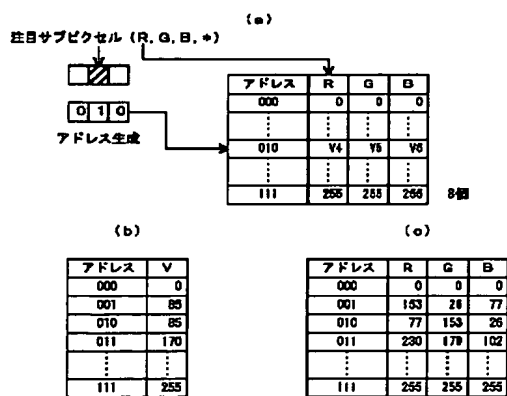 (a)
注目サブピクセル (R, G, B, *)
0 1 0
アドレス生成
アドレス R G B
000 0 0 0
010 V4 V5 V6
111 255 255 255
8個
(b)
アドレス V
000 0
001 85
010 85
011 170
111 255
(c)
アドレス R G B
000 0 0 0
001 153 26 77
010 77 153 26
011 230 179 102
111 255 255 255